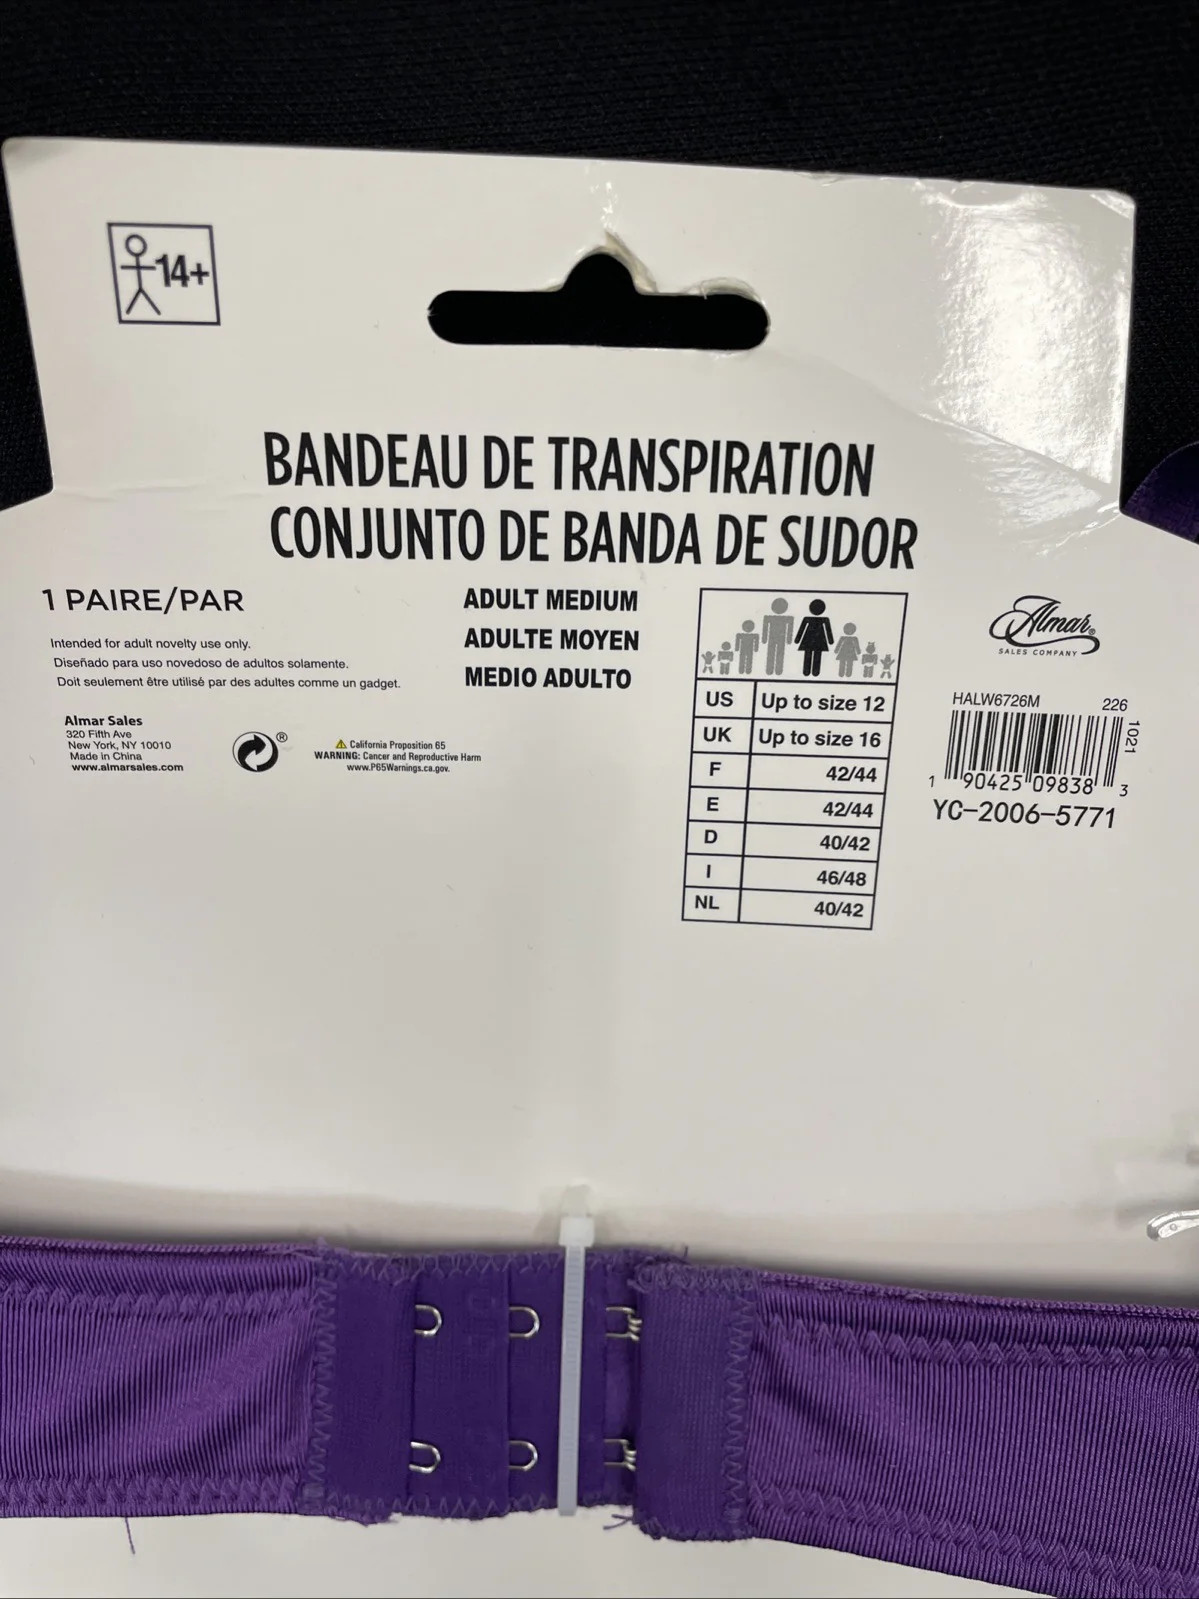 14+
BANDEAU DE TRANSPIRATION
CONJUNTO DE BANDA DE SUDOR
1 PAIRE/PAR
Intended for adult novelty use only.
Diseñado para uso novedoso de adultos solamente.
Doit seulement être utilisé par des adultes comme un gadget.
Almar Sales
320 Fifth Ave
New York, NY 10010
Made in China
www.almarsales.com
®
⚠ California Proposition 65
WARNING: Cancer and Reproductive Harm
www.P65Warnings.ca.gov.
ADULT MEDIUM
ADULTE MOYEN
MEDIO ADULTO
US Up to size 12
UK Up to size 16
F 42/44
E 42/44
D 40/42
I 46/48
NL 40/42
Almar®
SALES COMPANY
HALW6726M 226
1021
1 90425 09838 3
YC-2006-5771